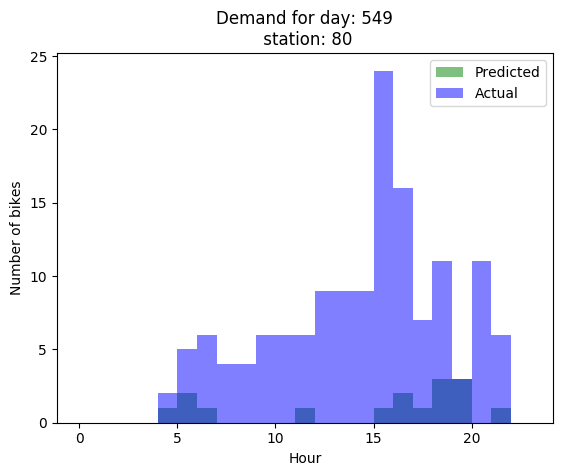 Demand for day: 549
station: 80
Predicted
Actual
Number of bikes
25
20
15
10
5
0
0 5 10 15 20
Hour